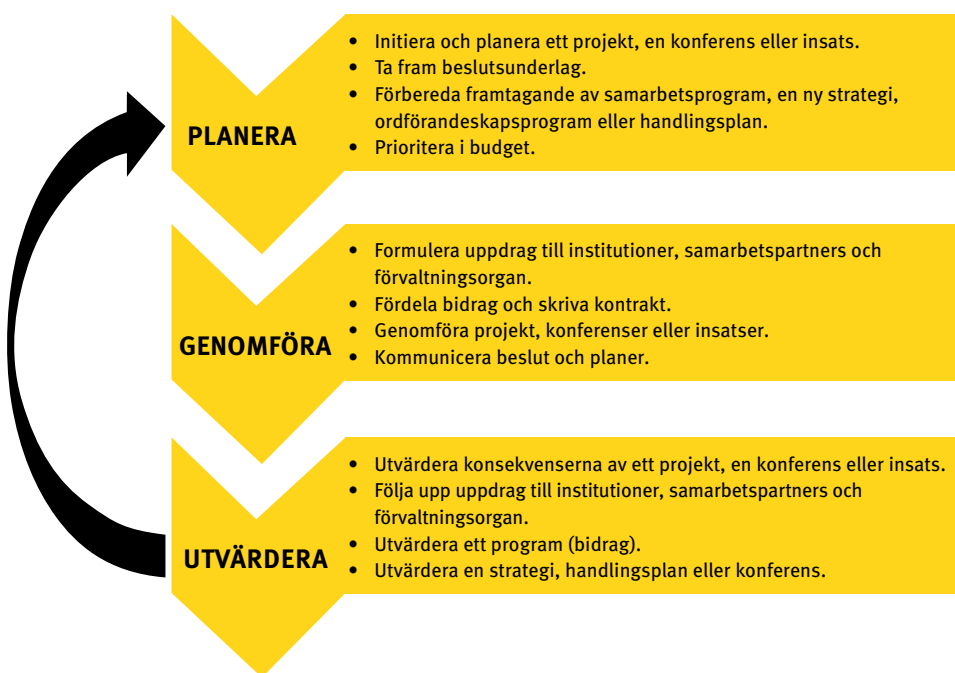 PLANERA
• Initiera och planera ett projekt, en konferens eller insats.
• Ta fram beslutsunderlag.
• Förbereda framtagande av samarbetsprogram, en ny strategi,
ordförandeskapsprogram eller handlingsplan.
• Prioritera i budget.
GENOMFÖRA
• Formulera uppdrag till institutioner, samarbetspartners och
förvaltningsorgan.
• Fördela bidrag och skriva kontrakt.
• Genomföra projekt, konferenser eller insatser.
• Kommunicera beslut och planer.
UTVÄRDERA
• Utvärdera konsekvenserna av ett projekt, en konferens eller insats.
• Följa upp uppdrag till institutioner, samarbetspartners och
förvaltningsorgan.
• Utvärdera ett program (bidrag).
• Utvärdera en strategi, handlingsplan eller konferens.